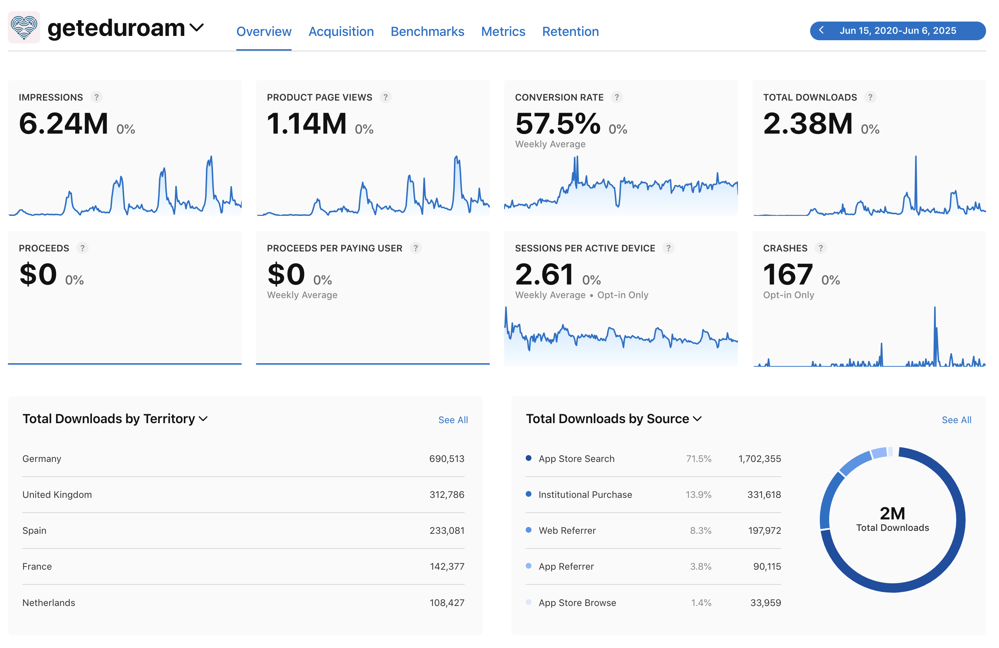 geteduroam
Overview Acquisition Benchmarks Metrics Retention
Jun 15, 2020-Jun 6, 2025
IMPRESSIONS ?
6.24M 0%
PRODUCT PAGE VIEWS ?
1.14M 0%
CONVERSION RATE ?
57.5% 0%
Weekly Average
TOTAL DOWNLOADS ?
2.38M 0%
PROCEEDS ?
$0 0%
PROCEEDS PER PAYING USER ?
$0 0%
Weekly Average
SESSIONS PER ACTIVE DEVICE ?
2.61 0%
Weekly Average • Opt-in Only
CRASHES ?
167 0%
Opt-in Only
Total Downloads by Territory See All
Germany 690,513
United Kingdom 312,786
Spain 233,081
France 142,377
Netherlands 108,427
Total Downloads by Source See All
App Store Search 71.5% 1,702,355
Institutional Purchase 13.9% 331,618
Web Referrer 8.3% 197,972
App Referrer 3.8% 90,115
App Store Browse 1.4% 33,959
2M
Total Downloads